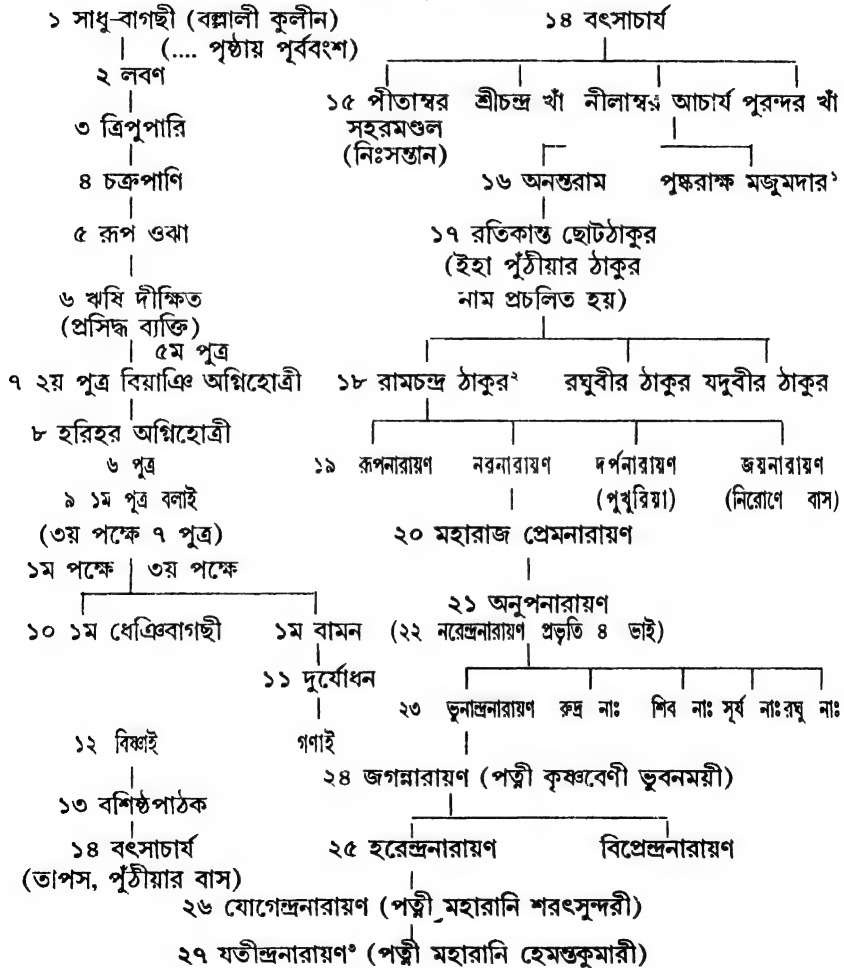 ১ সাধু-বাগছী (বল্লালী কুলীন)
(.... পৃষ্ঠায় পূর্ববংশ)
২ লবণ
৩ ত্রিপুপারি
৪ চক্রপাণি
৫ রূপ ওঝা
৬ ঋষি দীক্ষিত
(প্রসিদ্ধ ব্যক্তি)
৫ম পুত্র
৭ ২য় পুত্র বিয়াঞি অগ্নিহোত্রী
৮ হরিহর অগ্নিহোত্রী
৬ পুত্র
৯ ১ম পুত্র বলাই
(৩য় পক্ষে ৭ পুত্র)
১ম পক্ষে ৩য় পক্ষে
১০ ১ম ধেঞিবাগছী ১ম বামন
১১ দুর্যোধন
১২ বিষ্ণাই গণাই
১৩ বশিষ্ঠপাঠক
১৪ বৎসাচার্য
(তাপস, পুঁঠীয়ার বাস)
১৪ বৎসাচার্য
১৫ পীতাম্বর শ্রীচন্দ্র খাঁ নীলাম্বর আচার্য পুরন্দর খাঁ
সহরমণ্ডল
(নিঃসন্তান)
১৬ অনন্তরাম পুষ্করাক্ষ মজুমদার১
১৭ রতিকান্ত ছোটঠাকুর
(ইহা পুঁঠীয়ার ঠাকুর
নাম প্রচলিত হয়)
১৮ রামচন্দ্র ঠাকুর২ রঘুবীর ঠাকুর যদুবীর ঠাকুর
১৯ রূপনারায়ণ নরনারায়ণ দর্পনারায়ণ জয়নারায়ণ
(পুখুরিয়া) (নিরোণে বাস)
২০ মহারাজ প্রেমনারায়ণ
২১ অনুপনারায়ণ
(২২ নরেন্দ্রনারায়ণ প্রভৃতি ৪ ভাই)
২৩ ভুনান্দ্রনারায়ণ রুদ্র নাঃ শিব নাঃ সূর্য নাঃ রঘু নাঃ
২৪ জগন্নারায়ণ (পত্নী কৃষ্ণবেণী ভুবনময়ী)
২৫ হরেন্দ্রনারায়ণ বিপ্রেন্দ্রনারায়ণ
২৬ যোগেন্দ্রনারায়ণ (পত্নী মহারানি শরৎসুন্দরী)
২৭ যতীন্দ্রনারায়ণ৩ (পত্নী মহারানি হেমন্তকুমারী)